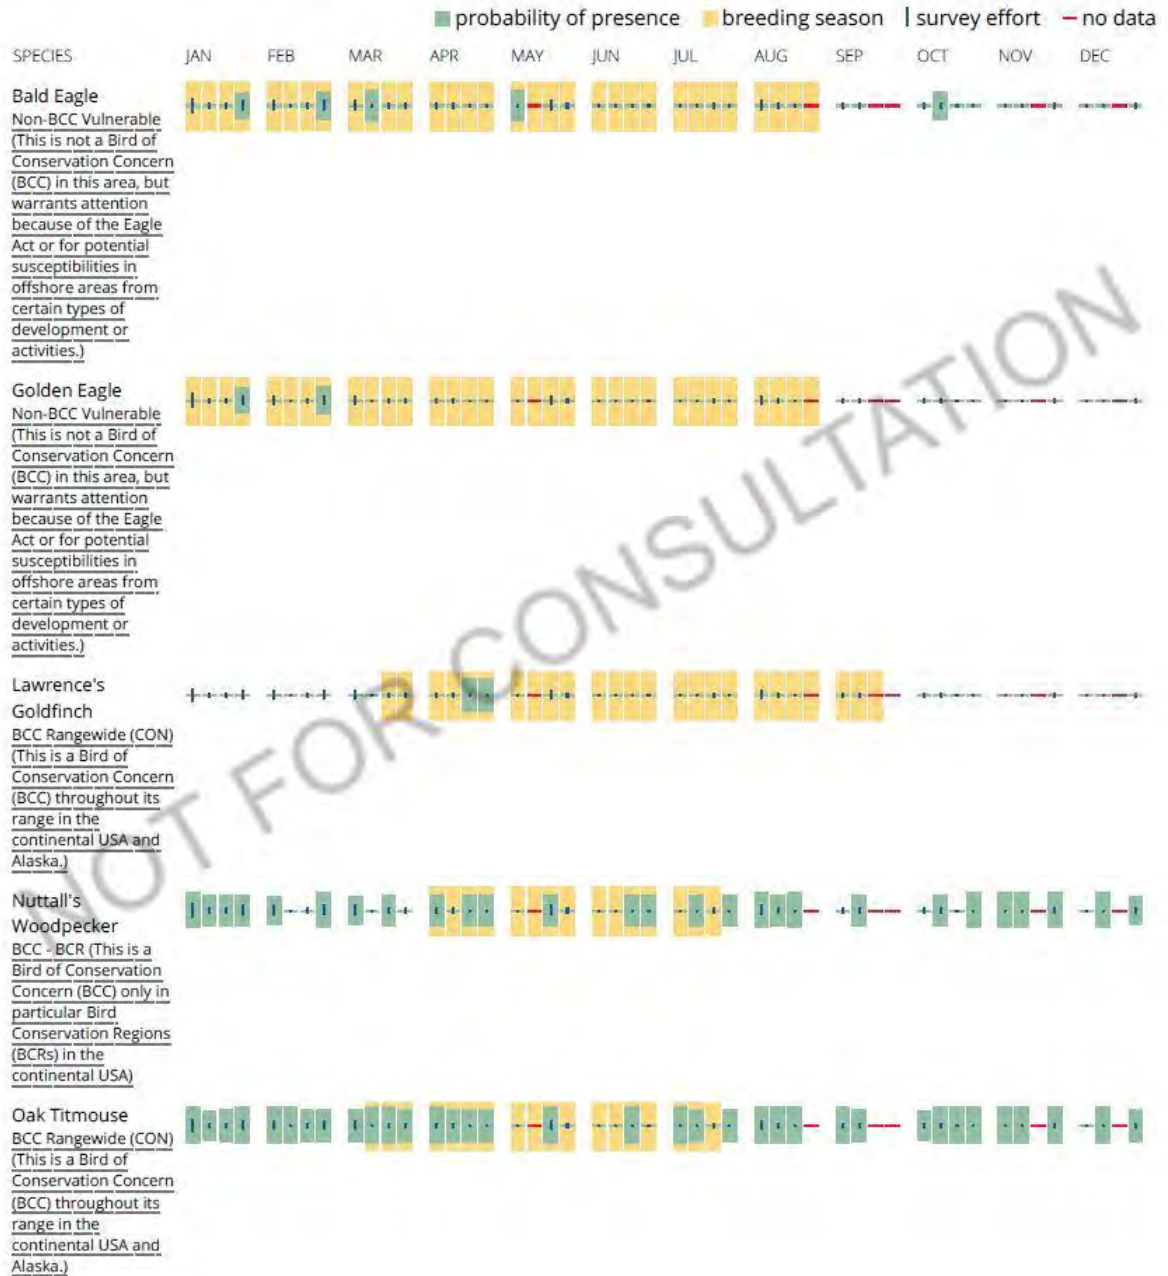 probability of presence breeding season survey effort no data
SPECIES JAN FEB MAR APR MAY JUN JUL AUG SEP OCT NOV DEC
Bald Eagle
Non-BCC Vulnerable
(This is not a Bird of
Conservation Concern
(BCC) in this area, but
warrants attention
because of the Eagle
Act or for potential
susceptibilities in
offshore areas from
certain types of
development or
activities.)
Golden Eagle
Non-BCC Vulnerable
(This is not a Bird of
Conservation Concern
(BCC) in this area, but
warrants attention
because of the Eagle
Act or for potential
susceptibilities in
offshore areas from
certain types of
development or
activities.)
Lawrence's
Goldfinch
BCC Rangewide (CON)
(This is a Bird of
Conservation Concern
(BCC) throughout its
range in the
continental USA and
Alaska.)
Nuttall's
Woodpecker
BCC - BCR (This is a
Bird of Conservation
Concern (BCC) only in
particular Bird
Conservation Regions
(BCRs) in the
continental USA)
Oak Titmouse
BCC Rangewide (CON)
(This is a Bird of
Conservation Concern
(BCC) throughout its
range in the
continental USA and
Alaska.)
NOT FOR CONSULTATION